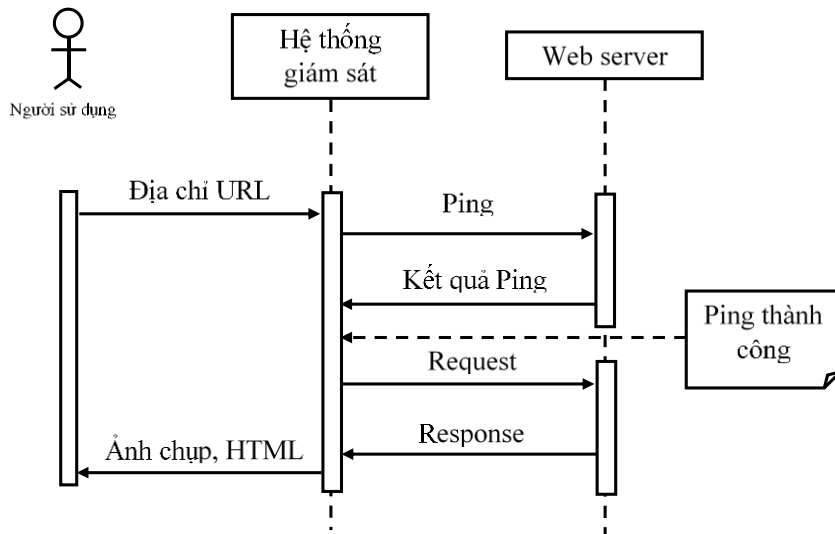 Hệ thống
giám sát
Web server
Người sử dụng
Địa chỉ URL
Ping
Kết quả Ping
Ping thành
công
Request
Response
Ảnh chụp, HTML